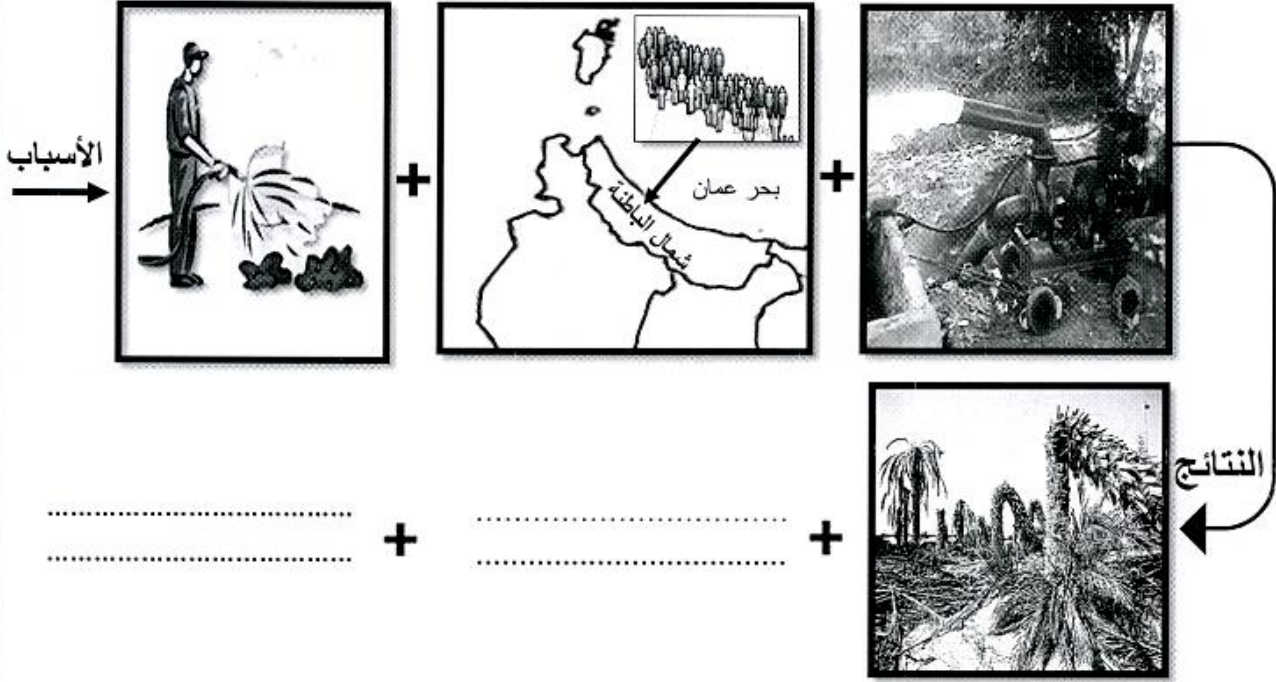 الأسباب
بحر عمان
شمال الباطنة
النتائج